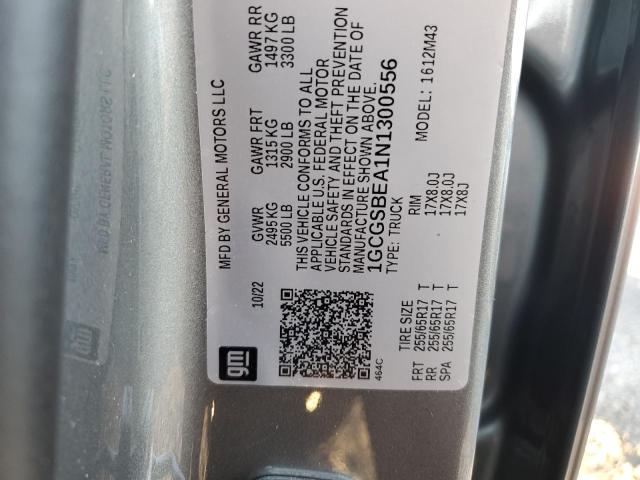 MFD BY GENERAL MOTORS LLC
10/22
GVWR GAWR FRT GAWR RR
2495 KG 1315 KG 1497 KG
5500 LB 2900 LB 3300 LB
THIS VEHICLE CONFORMS TO ALL
APPLICABLE U.S. FEDERAL MOTOR
VEHICLE SAFETY AND THEFT PREVENTION
STANDARDS IN EFFECT ON THE DATE OF
MANUFACTURE SHOWN ABOVE.
1GCGSBEA1N1300556
TYPE: TRUCK MODEL: 1612M43
gm
464C
TIRE SIZE RIM
FRT 255/65R17 T 17X8.0J
RR 255/65R17 T 17X8.0J
SPA 255/65R17 T 17X8J